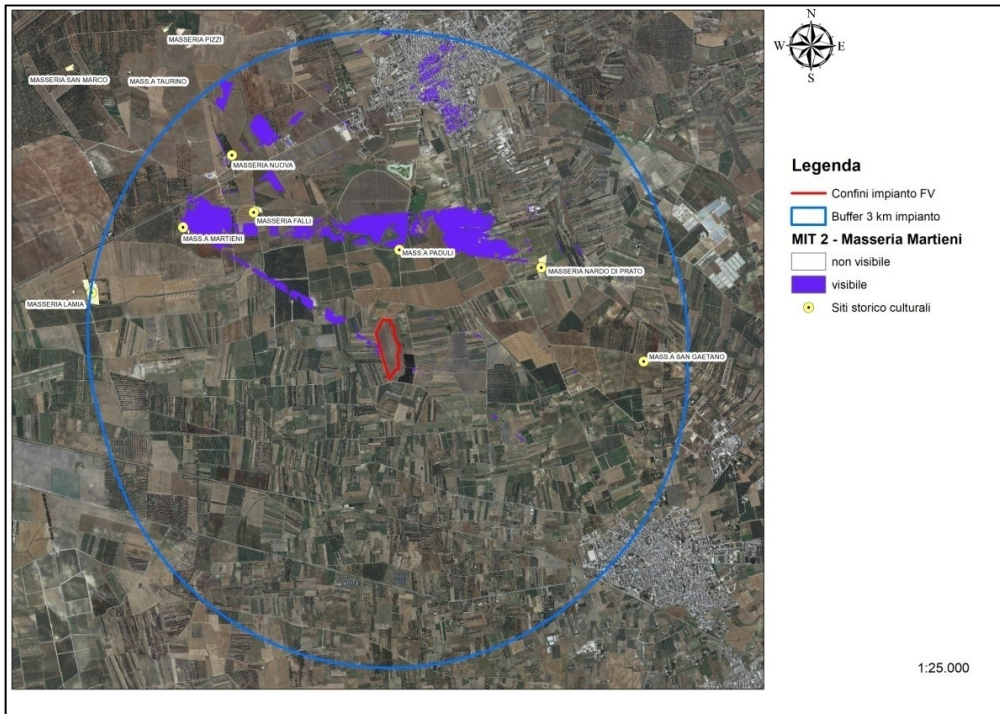 MASSERIA PIZZI
MASSERIA SAN MARCO
MASS.A TAURINO
MASSERIA NUOVA
MASSERIA FALLI
MASS.A MARTIENI
MASS.A PADULI
MASSERIA NARDO DI PRATO
MASSERIA LAMIA
MASS.A SAN GAETANO
N
W E
S
Legenda
Confini impianto FV
Buffer 3 km impianto
MIT 2 - Masseria Martieni
non visibile
visibile
Siti storico culturali
1:25.000